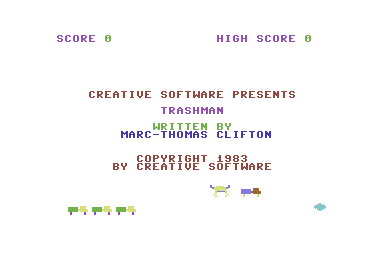 SCORE 0 HIGH SCORE 0
CREATIVE SOFTWARE PRESENTS
TRASHMAN
WRITTEN BY
MARC-THOMAS CLIFTON
COPYRIGHT 1983
BY CREATIVE SOFTWARE